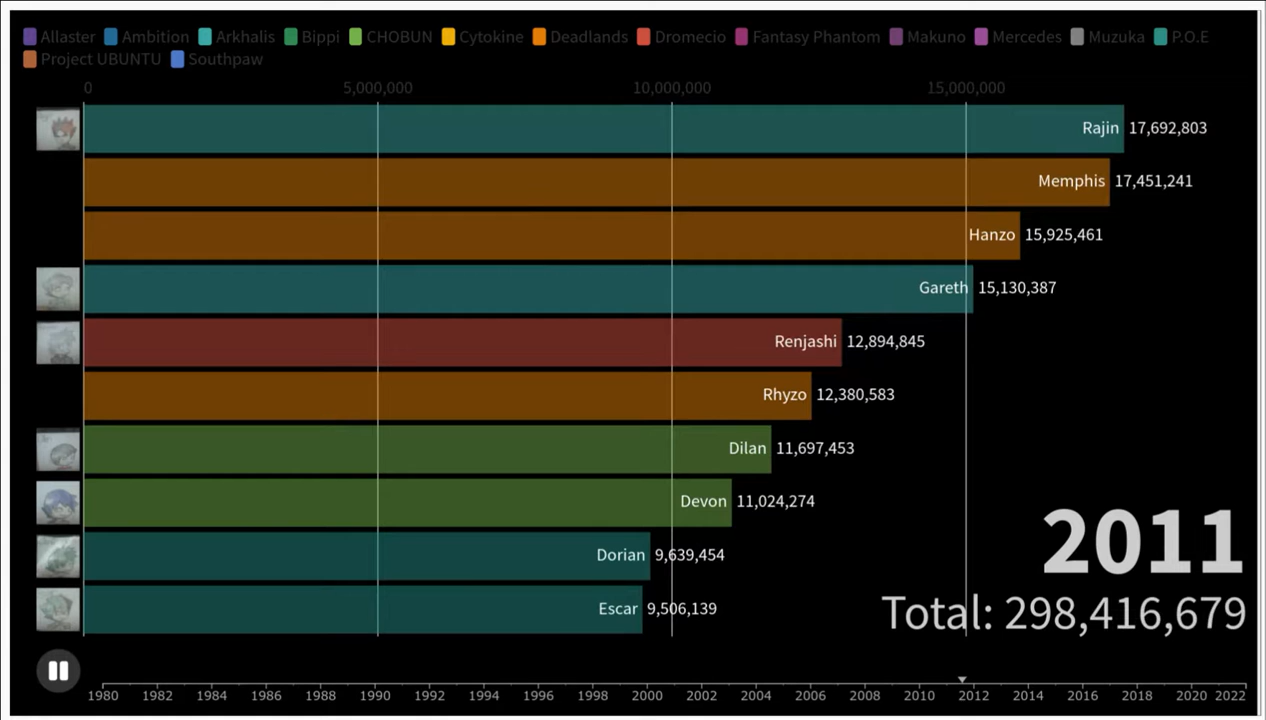 Allaster Ambition Arkhalis Bippi CHOBUN Cytokine Deadlands Dromecio Fantasy Phantom Makuno Mercedes Muzuka P.O.E
Project UBUNTU Southpaw
0 5,000,000 10,000,000 15,000,000
Rajin 17,692,803
Memphis 17,451,241
Hanzo 15,925,461
Gareth 15,130,387
Renjashi 12,894,845
Rhyzo 12,380,583
Dilan 11,697,453
Devon 11,024,274
2011
Dorian 9,639,454
Escar 9,506,139
Total: 298,416,679
1980 1982 1984 1986 1988 1990 1992 1994 1996 1998 2000 2002 2004 2006 2008 2010 2012 2014 2016 2018 2020 2022